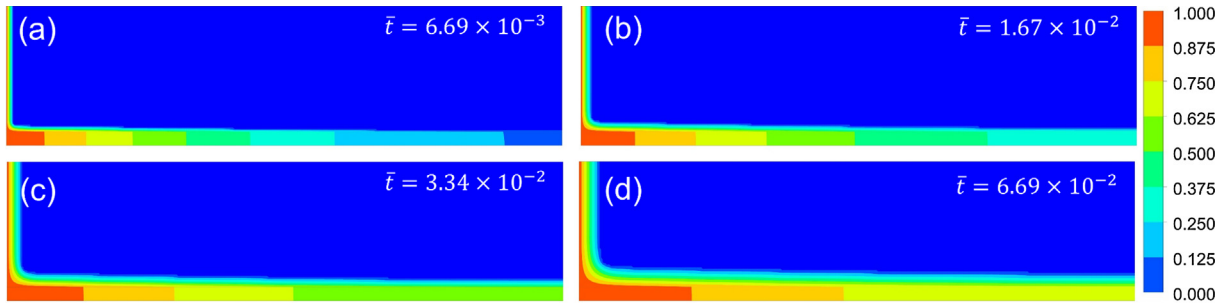 (a)
t̄ = 6.69 × 10⁻³
(b)
t̄ = 1.67 × 10⁻²
(c)
t̄ = 3.34 × 10⁻²
(d)
t̄ = 6.69 × 10⁻²
1.000
0.875
0.750
0.625
0.500
0.375
0.250
0.125
0.000